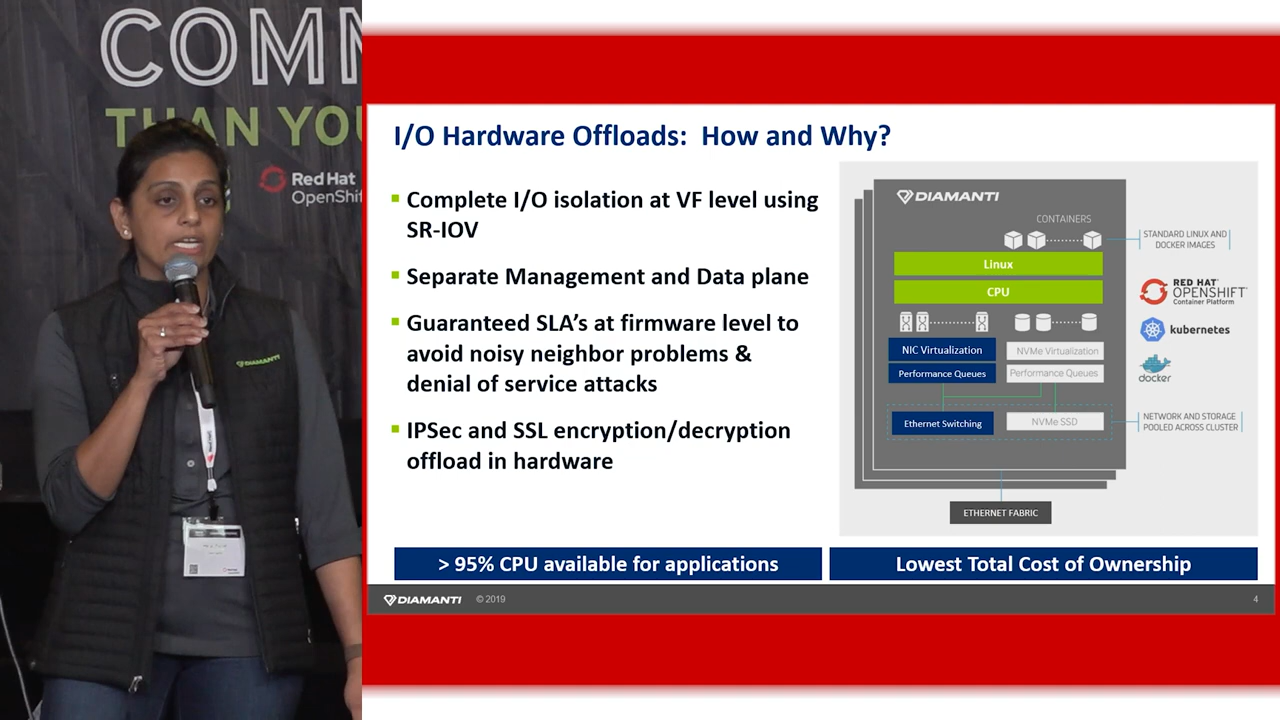 COMM
THAN YOU
Red Hat
OpenShift
DIAMANTI
I/O Hardware Offloads: How and Why?
Complete I/O isolation at VF level using
SR-IOV
Separate Management and Data plane
Guaranteed SLA's at firmware level to
avoid noisy neighbor problems &
denial of service attacks
IPSec and SSL encryption/decryption
offload in hardware
DIAMANTI
CONTAINERS
STANDARD LINUX AND
DOCKER IMAGES
Linux
CPU
RED HAT
OPENSHIFT
Container Platform
kubernetes
docker
NIC Virtualization
NVMe Virtualization
Performance Queues
Performance Queues
Ethernet Switching
NVMe SSD
NETWORK AND STORAGE
POOLED ACROSS CLUSTER
ETHERNET FABRIC
> 95% CPU available for applications
Lowest Total Cost of Ownership
DIAMANTI
© 2019
4